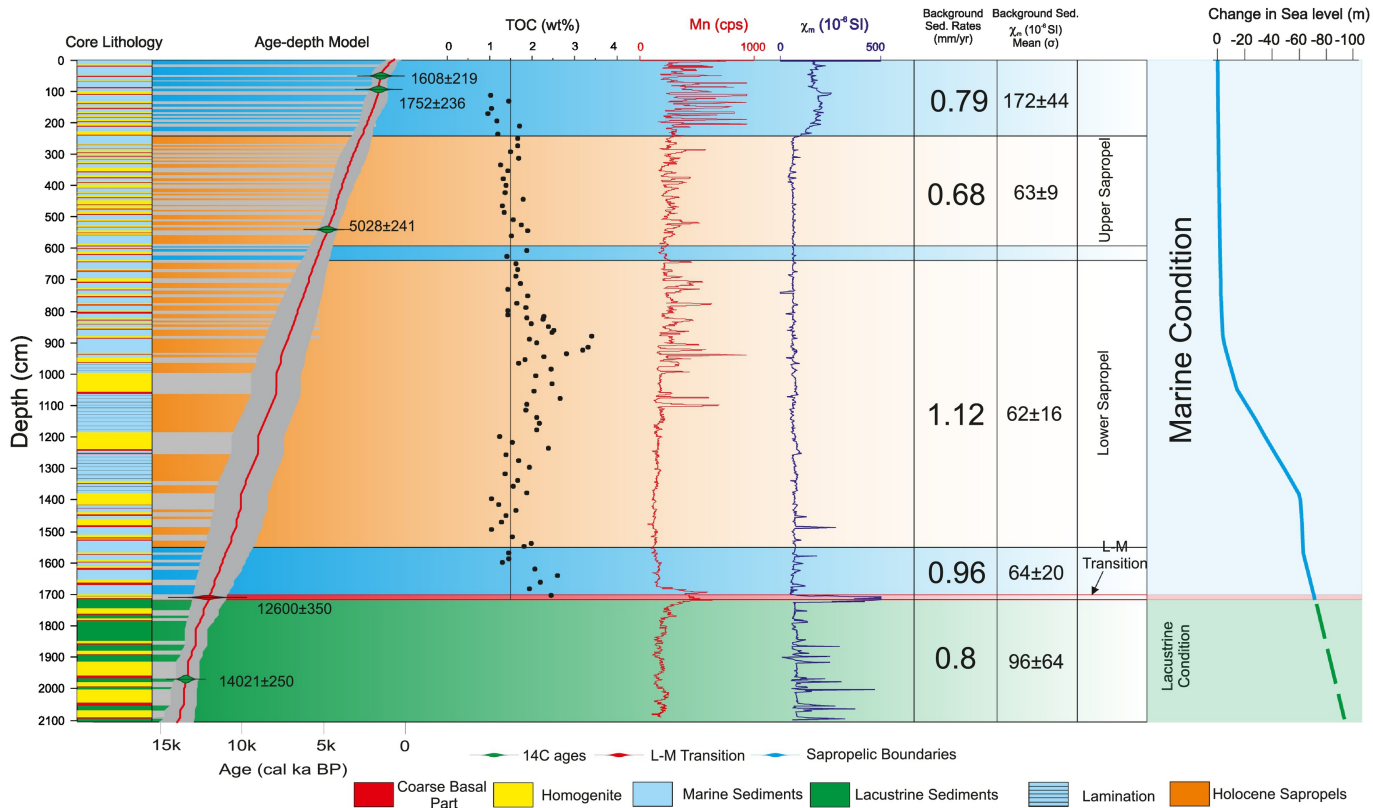 Core Lithology
Age-depth Model
TOC (wt%)
0 1 2 3 4
Mn (cps)
0 1000
χm (10⁻⁶ SI)
0 500
Background
Sed. Rates
(mm/yr)
Background Sed.
χm (10⁻⁶ SI)
Mean (σ)
Change in Sea level (m)
0 -20 -40 -60 -80 -100
Depth (cm)
0
100
200
300
400
500
600
700
800
900
1000
1100
1200
1300
1400
1500
1600
1700
1800
1900
2000
2100
1608±219
1752±236
5028±241
12600±350
14021±250
0.79
172±44
0.68
63±9
1.12
62±16
0.96
64±20
0.8
96±64
Upper Sapropel
Lower Sapropel
L-M
Transition
Marine Condition
Lacustrine
Condition
15k 10k 5k 0
Age (cal ka BP)
14C ages
L-M Transition
Sapropelic Boundaries
Coarse Basal
Part
Homogenite
Marine Sediments
Lacustrine Sediments
Lamination
Holocene Sapropels